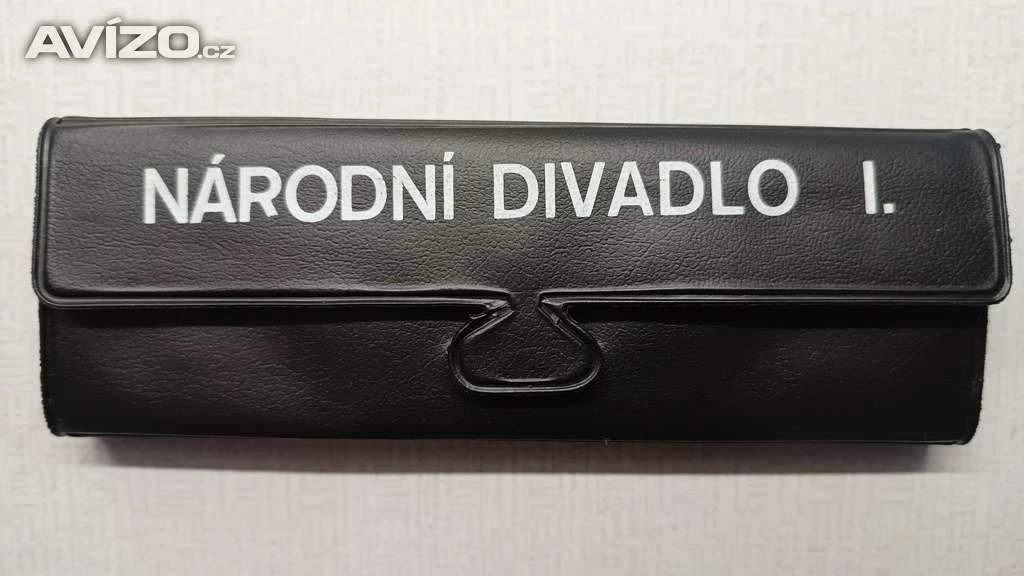 AVÍZO.cz
NÁRODNÍ DIVADLO I.